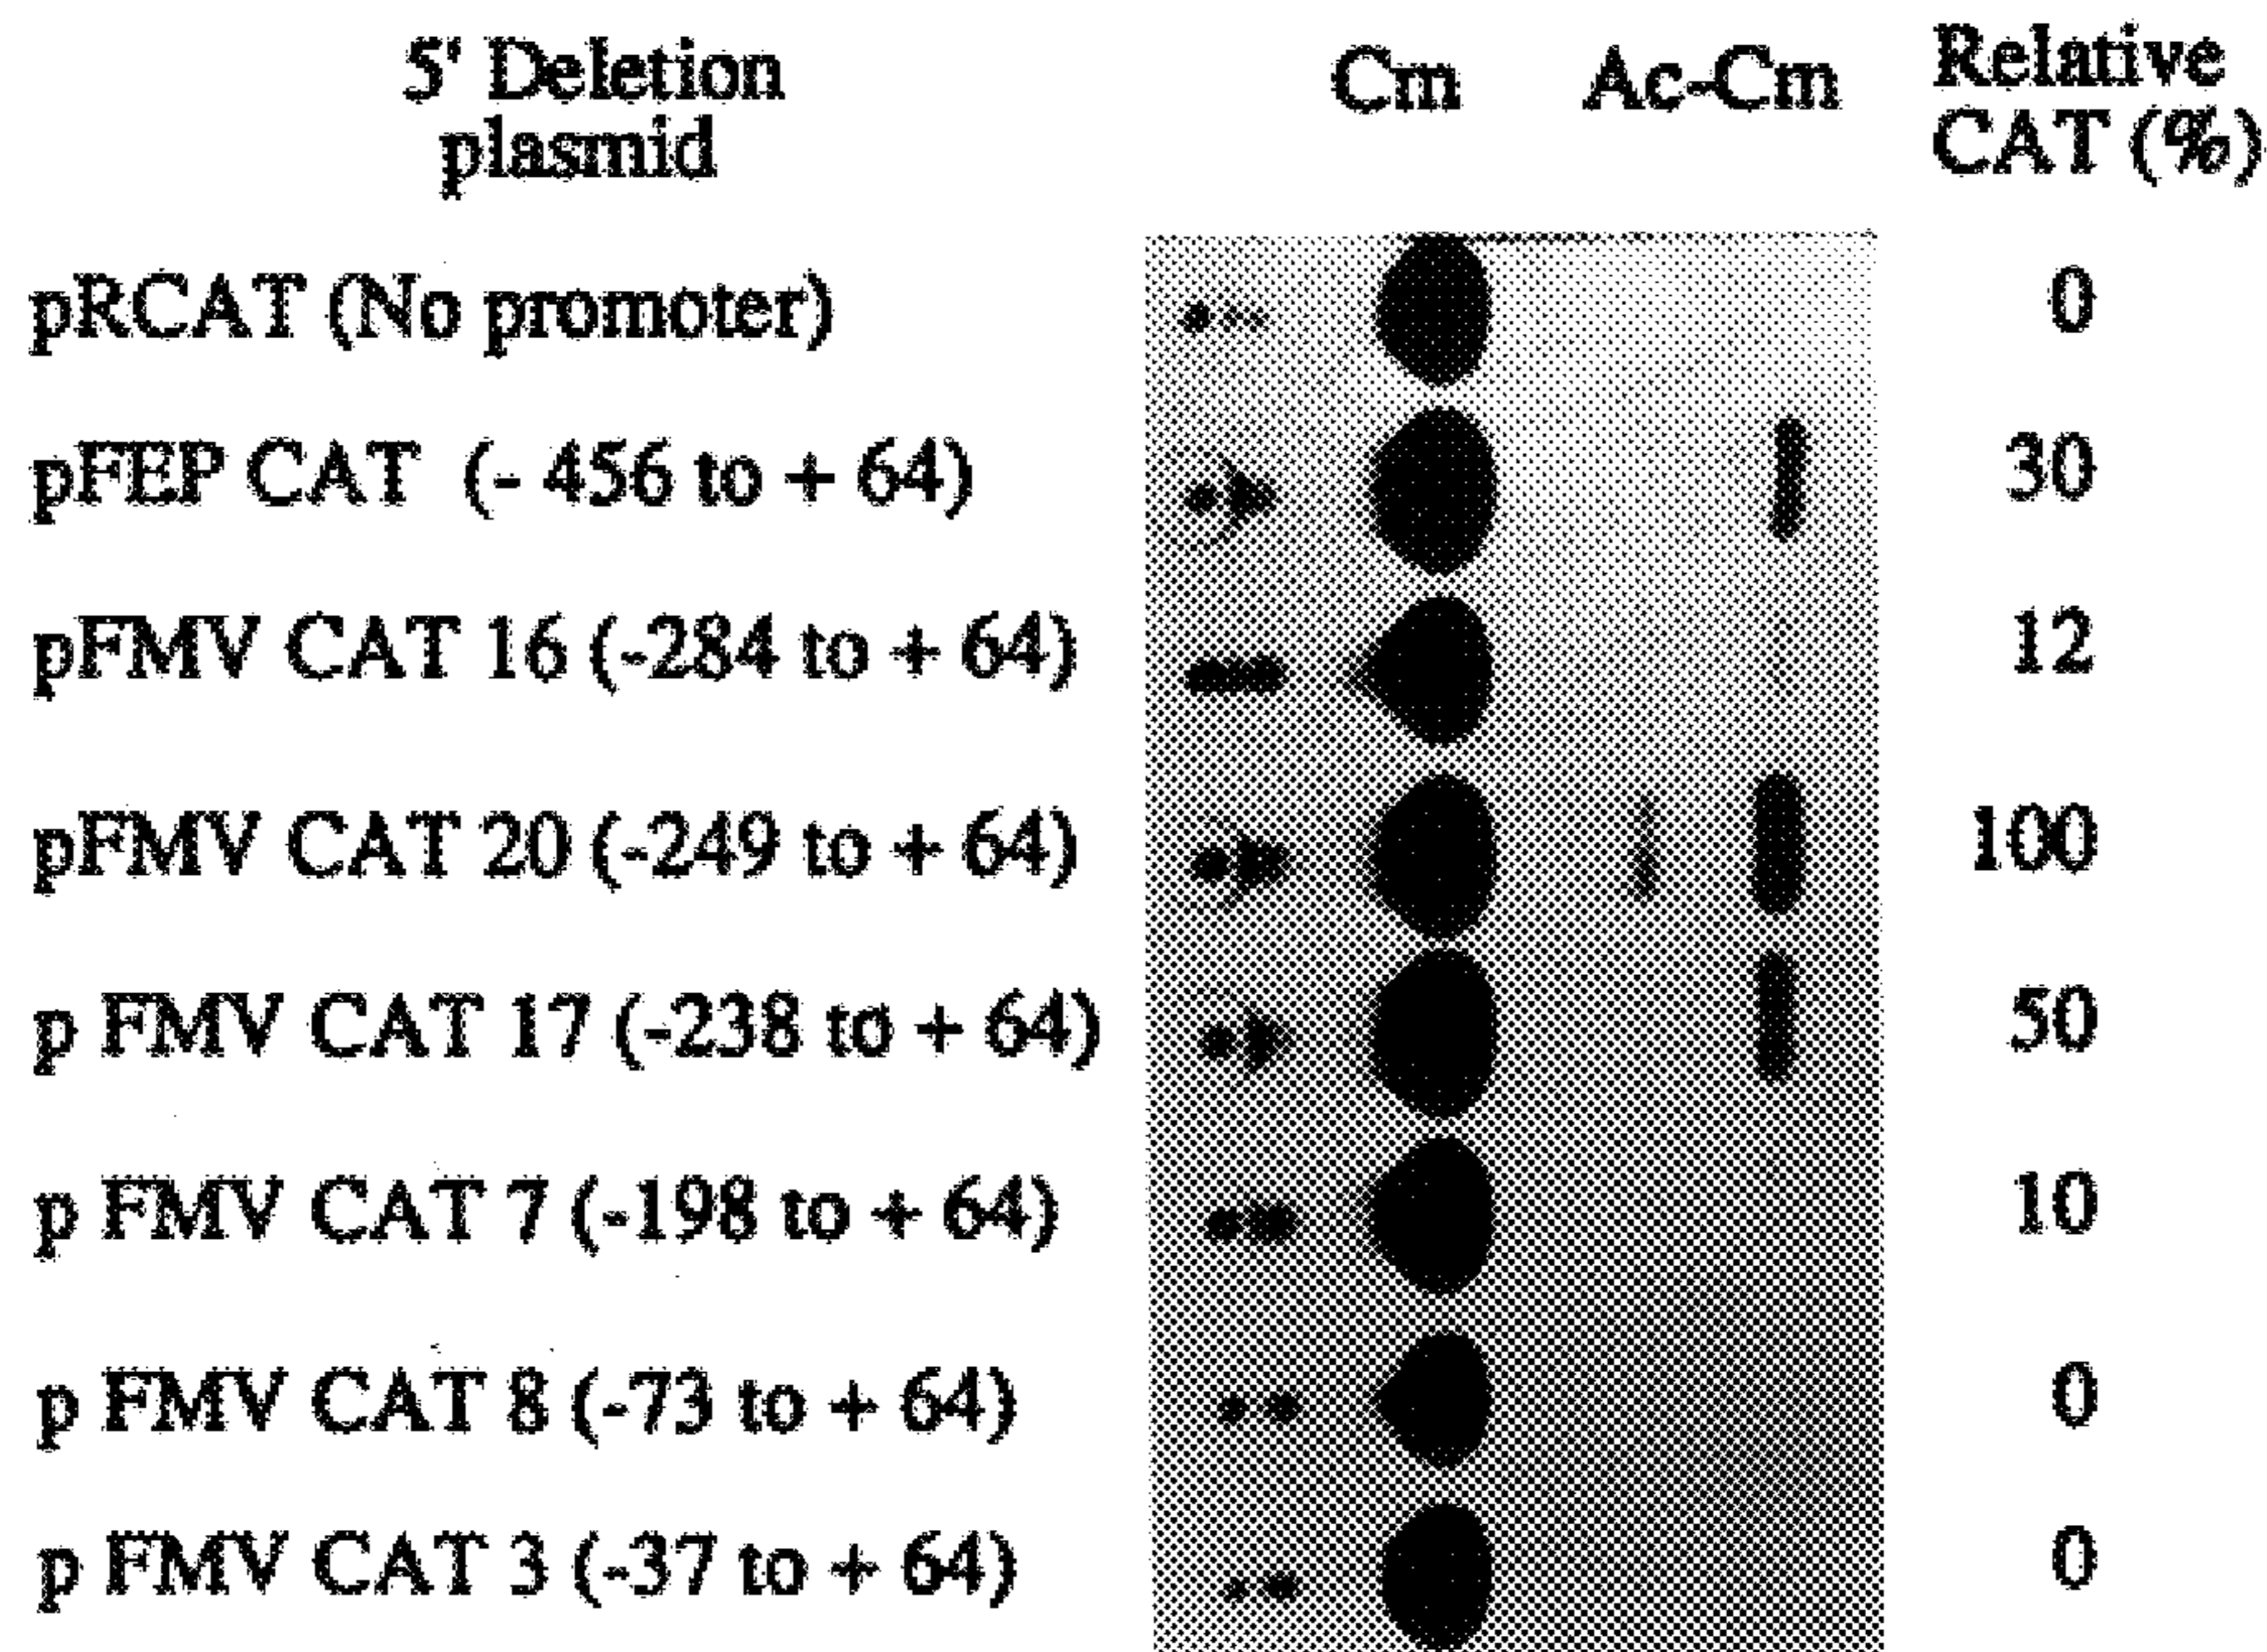 5' Deletion plasmid Cm Ac-Cm Relative CAT (%)
pRCAT (No promoter) 0
pFEP CAT (- 456 to + 64) 30
pFMV CAT 16 (-284 to + 64) 12
pFMV CAT 20 (-249 to + 64) 100
p FMV CAT 17 (-238 to + 64) 50
p FMV CAT 7 (-198 to + 64) 10
p FMV CAT 8 (-73 to + 64) 0
p FMV CAT 3 (-37 to + 64) 0